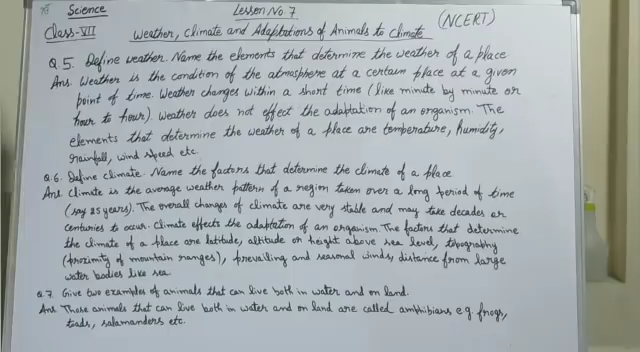 Science Lesson No 7
Class-VII Weather, Climate and Adaptations of Animals to Climate (NCERT)
Q 5. Define weather. Name the elements that determine the weather of a place
Ans. Weather is the condition of the atmosphere at a certain place at a given
point of time. Weather changes within a short time (like minute by minute or
hour to hour). Weather does not effect the adaptation of an organism. The
elements that determine the weather of a place are temperature, humidity,
rainfall, wind speed etc.
Q.6. Define climate. Name the factors that determine the climate of a place
Ans Climate is the average weather pattern of a region taken over a long period of time
(say 25 years). The overall changes of climate are very stable and may take decades or
centuries to occur. Climate effects the adaptation of an organism The factors that determine
the climate of a place are latitude, altitude or height above sea level, topography
(proximity of mountain ranges), prevailing and seasonal winds, distance from large
water bodies like sea.
Q.7. Give two examples of animals that can live both in water and on land.
Ans Those animals that can live both in water and on land are called amphibians e.g. frogs,
toads, salamanders etc.